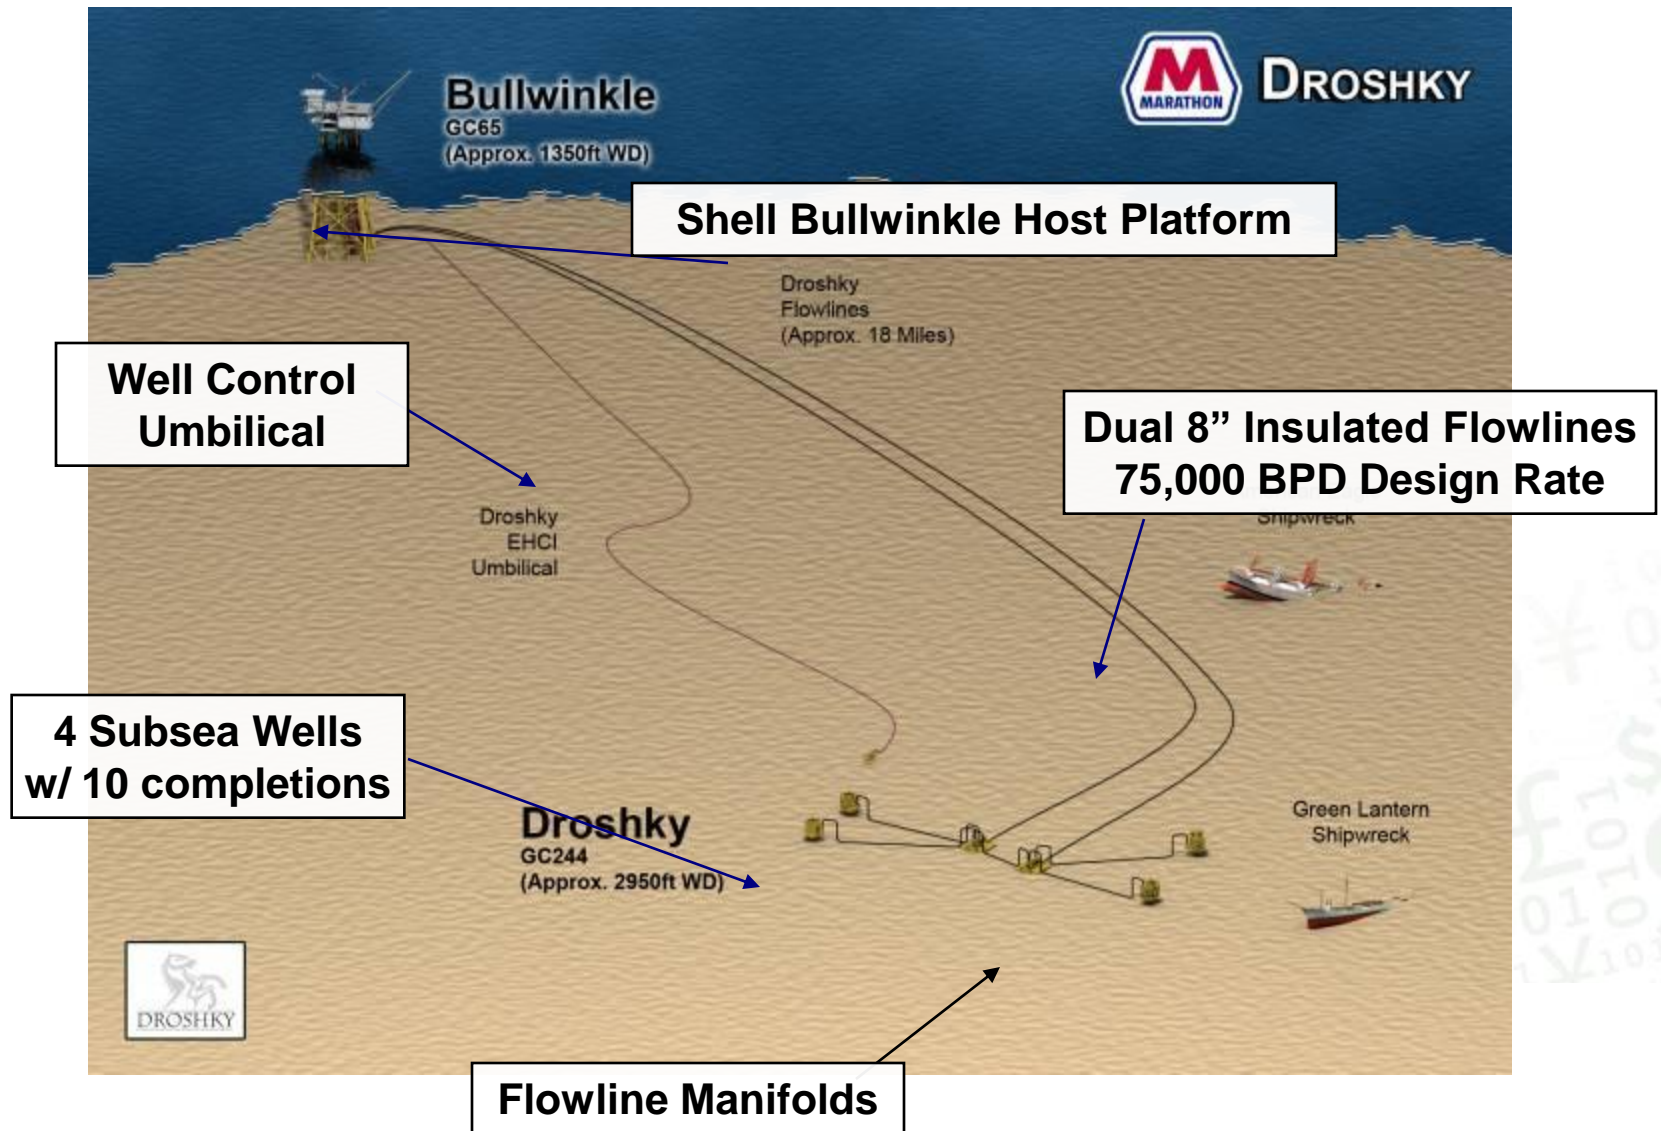 Bullwinkle
GC65
(Approx. 1350ft WD)
MARATHON
DROSHKY
Shell Bullwinkle Host Platform
Droshky
Flowlines
(Approx. 18 Miles)
Well Control
Umbilical
Dual 8” Insulated Flowlines
75,000 BPD Design Rate
Shipwreck
Droshky
EHCI
Umbilical
4 Subsea Wells
w/ 10 completions
Droshky
GC244
(Approx. 2950ft WD)
Green Lantern
Shipwreck
DROSHKY
Flowline Manifolds